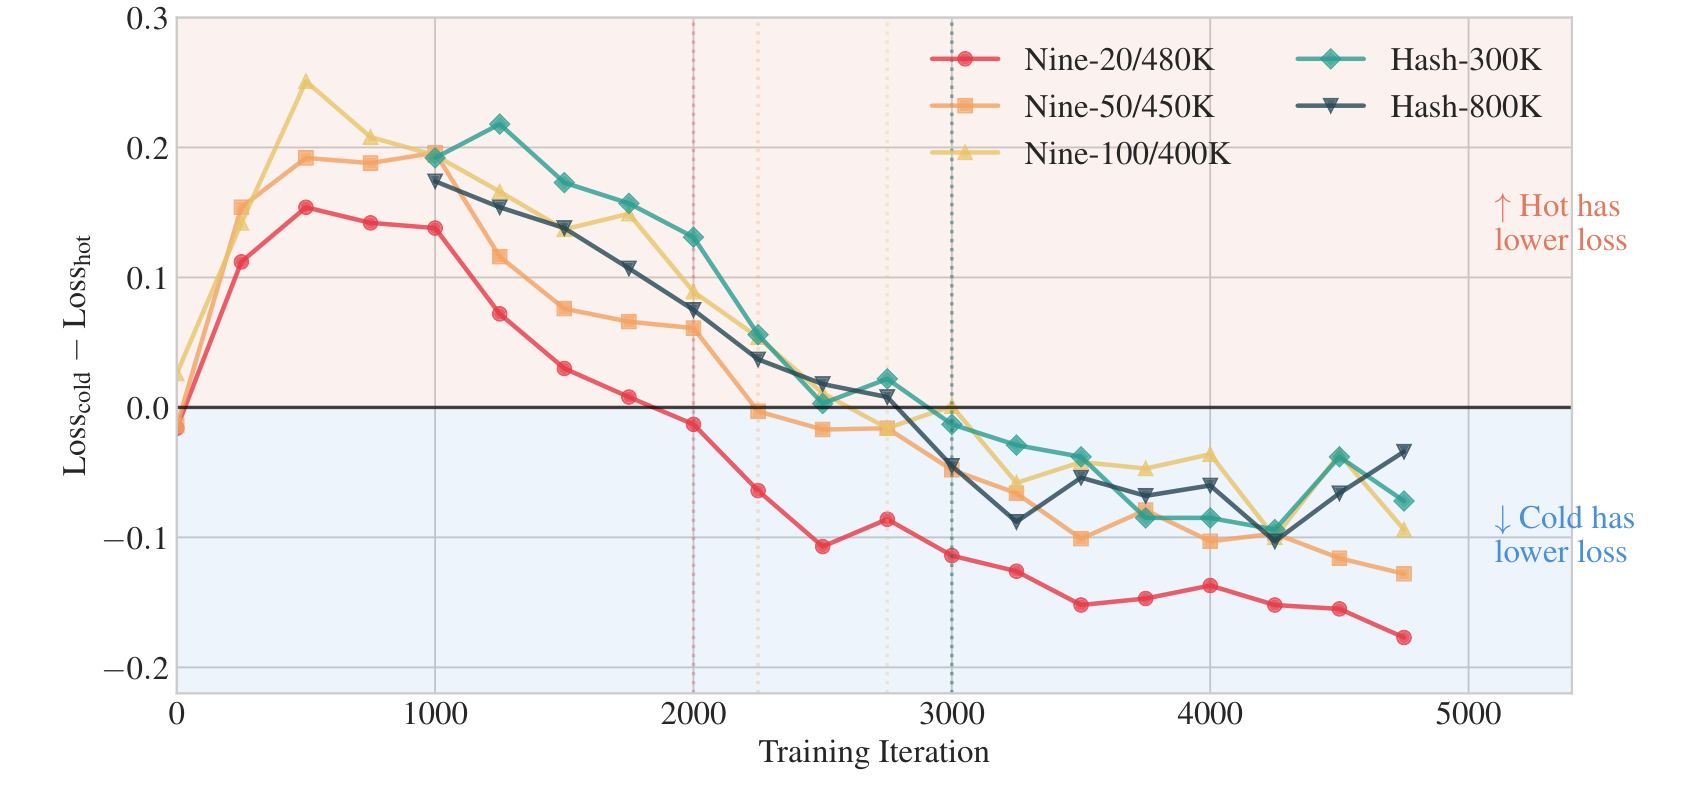 0.3
0.2
0.1
0.0
−0.1
−0.2
Loss_cold − Loss_hot
Nine-20/480K
Nine-50/450K
Nine-100/400K
Hash-300K
Hash-800K
↑ Hot has
lower loss
↓ Cold has
lower loss
0 1000 2000 3000 4000 5000
Training Iteration